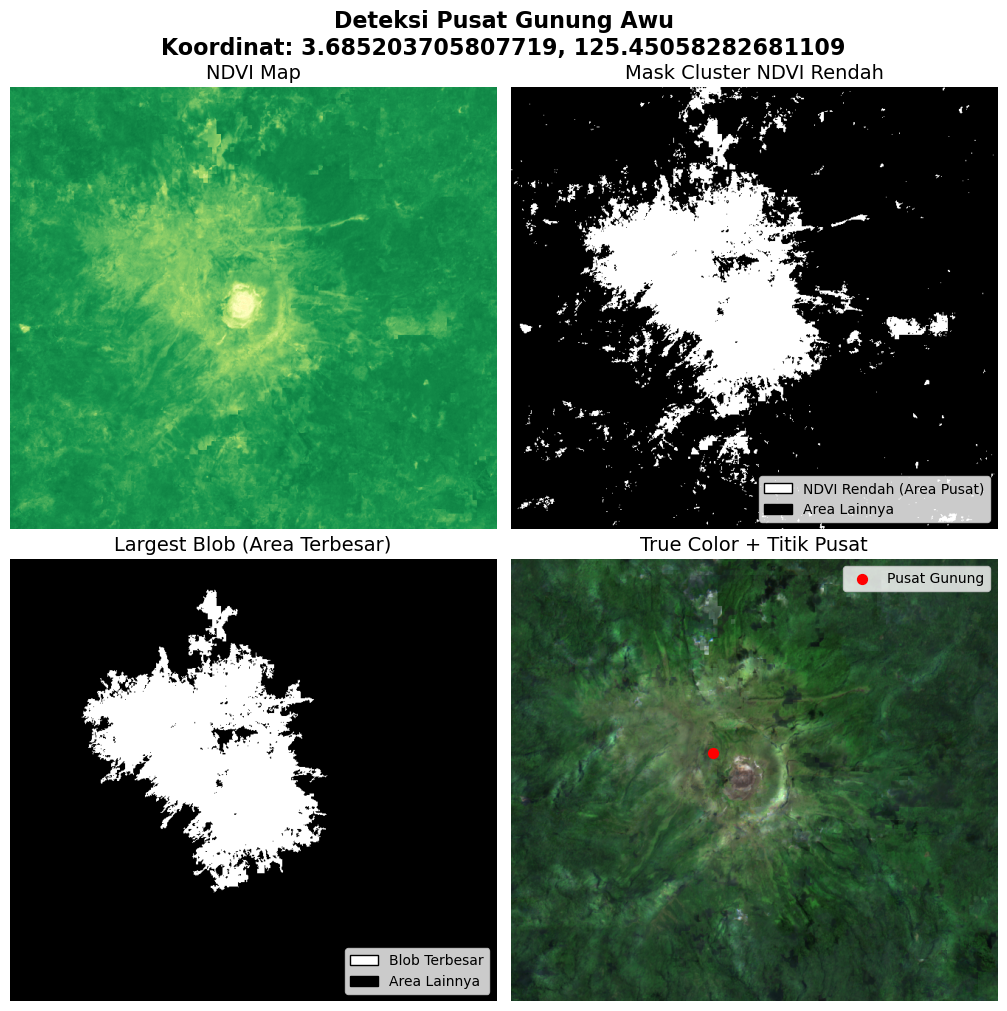 Deteksi Pusat Gunung Awu
Koordinat: 3.685203705807719, 125.45058282681109
NDVI Map
Mask Cluster NDVI Rendah
NDVI Rendah (Area Pusat)
Area Lainnya
Largest Blob (Area Terbesar)
True Color + Titik Pusat
Blob Terbesar
Area Lainnya
Pusat Gunung